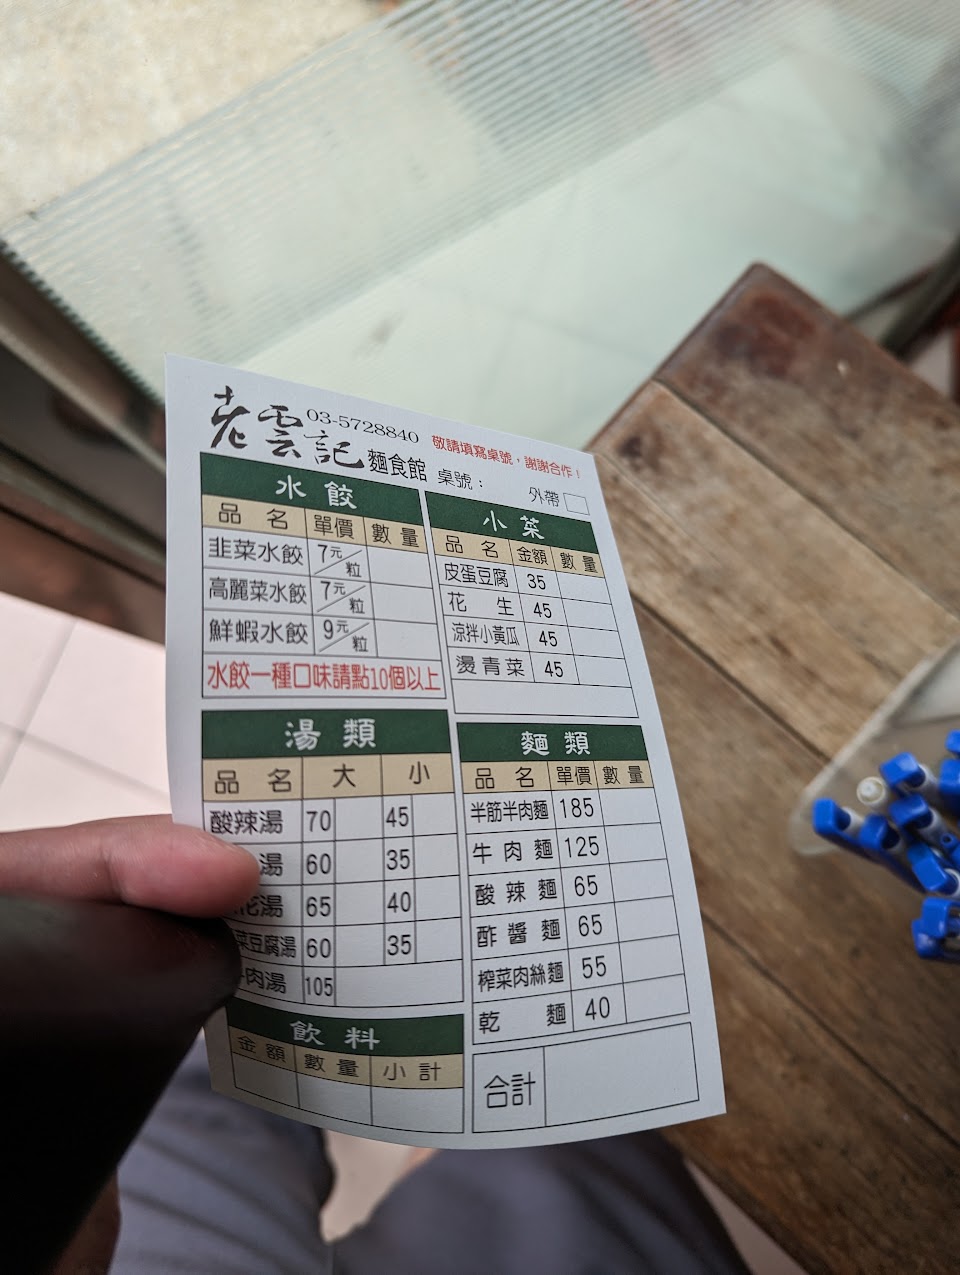 老雲記 麵食館 03-5728840
敬請填寫桌號,謝謝合作!
桌號: 外帶
水餃
品名 單價 數量
韭菜水餃 7元/粒
高麗菜水餃 7元/粒
鮮蝦水餃 9元/粒
水餃一種口味請點10個以上
小菜
品名 金額 數量
皮蛋豆腐 35
花生 45
涼拌小黃瓜 45
燙青菜 45
湯類
品名 大 小
酸辣湯 70 45
湯 60 35
花湯 65 40
菜豆腐湯 60 35
肉湯 105
麵類
品名 單價 數量
半筋半肉麵 185
牛肉麵 125
酸辣麵 65
酢醬麵 65
榨菜肉絲麵 55
乾麵 40
飲料
金額 數量 小計
合計